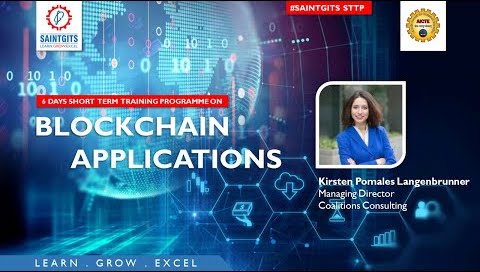 #SAINTGITS STTP
SAINTGITS
LEARN.GROW.EXCEL
AICTE
6 DAYS SHORT TERM TRAINING PROGRAMME ON
BLOCKCHAIN
APPLICATIONS
Kirsten Pomales Langenbrunner
Managing Director
Coalitions Consulting
LEARN . GROW . EXCEL